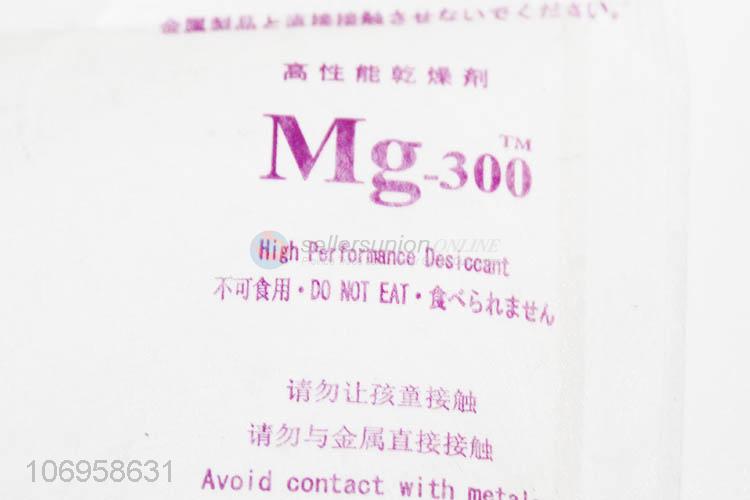 金属製品と直接接触させないでください。
高性能乾燥剤
Mg-300™
sellersunionONLINE
High Performance Desiccant
不可食用・DO NOT EAT・食べられません
请勿让孩童接触
请勿与金属直接接触
Avoid contact with metal
106958631